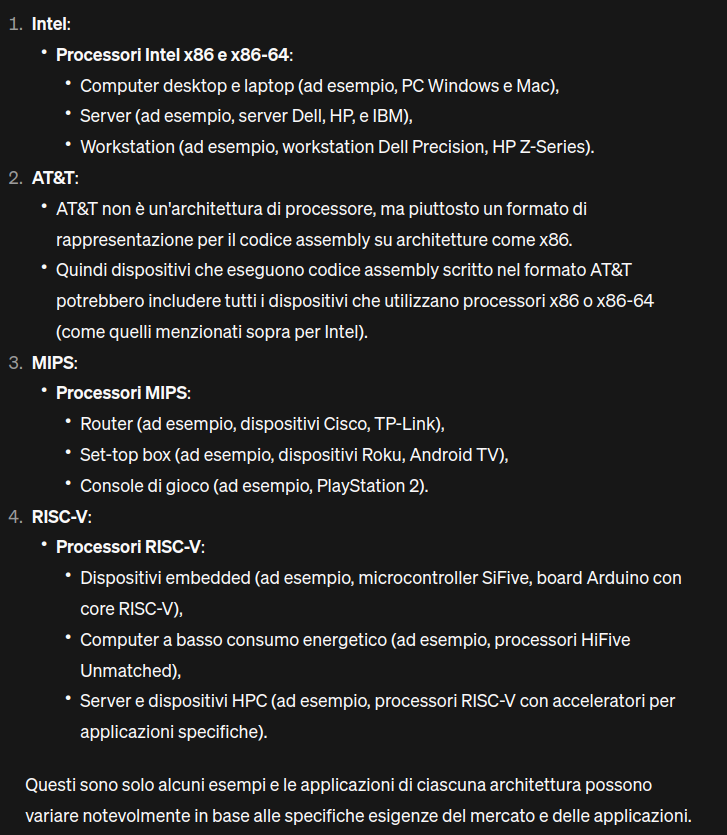 1. Intel:
• Processori Intel x86 e x86-64:
• Computer desktop e laptop (ad esempio, PC Windows e Mac),
• Server (ad esempio, server Dell, HP, e IBM),
• Workstation (ad esempio, workstation Dell Precision, HP Z-Series).
2. AT&T:
• AT&T non è un'architettura di processore, ma piuttosto un formato di
rappresentazione per il codice assembly su architetture come x86.
• Quindi dispositivi che eseguono codice assembly scritto nel formato AT&T
potrebbero includere tutti i dispositivi che utilizzano processori x86 o x86-64
(come quelli menzionati sopra per Intel).
3. MIPS:
• Processori MIPS:
• Router (ad esempio, dispositivi Cisco, TP-Link),
• Set-top box (ad esempio, dispositivi Roku, Android TV),
• Console di gioco (ad esempio, PlayStation 2).
4. RISC-V:
• Processori RISC-V:
• Dispositivi embedded (ad esempio, microcontroller SiFive, board Arduino con
core RISC-V),
• Computer a basso consumo energetico (ad esempio, processori HiFive
Unmatched),
• Server e dispositivi HPC (ad esempio, processori RISC-V con acceleratori per
applicazioni specifiche).
Questi sono solo alcuni esempi e le applicazioni di ciascuna architettura possono
variare notevolmente in base alle specifiche esigenze del mercato e delle applicazioni.